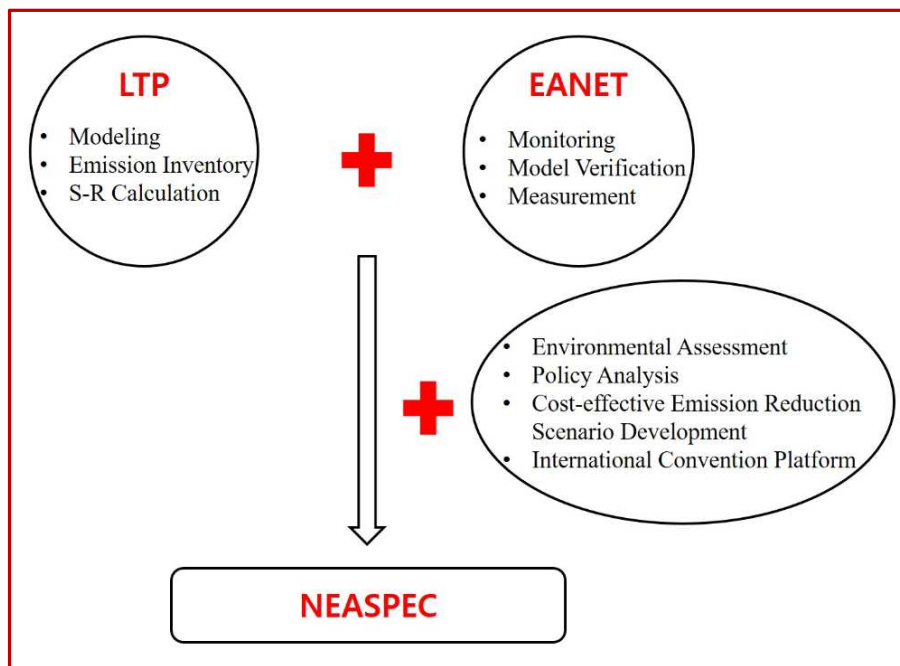 LTP
• Modeling
• Emission Inventory
• S-R Calculation
EANET
• Monitoring
• Model Verification
• Measurement
• Environmental Assessment
• Policy Analysis
• Cost-effective Emission Reduction
Scenario Development
• International Convention Platform
NEASPEC